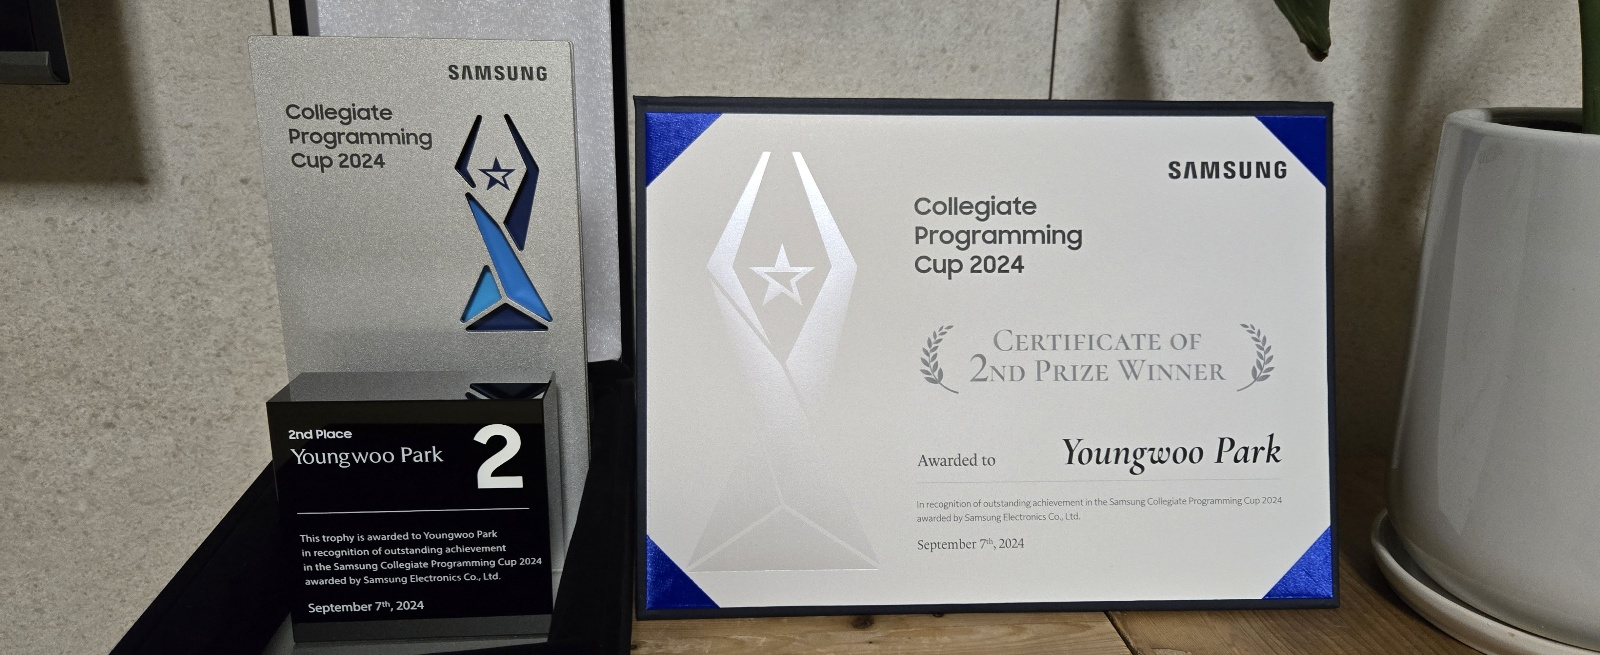 SAMSUNG
Collegiate
Programming
Cup 2024
2nd Place
Youngwoo Park
2
This trophy is awarded to Youngwoo Park
in recognition of outstanding achievement
in the Samsung Collegiate Programming Cup 2024
awarded by Samsung Electronics Co., Ltd.
September 7th, 2024
SAMSUNG
Collegiate
Programming
Cup 2024
CERTIFICATE OF
2ND PRIZE WINNER
Awarded to Youngwoo Park
In recognition of outstanding achievement in the Samsung Collegiate Programming Cup 2024
awarded by Samsung Electronics Co., Ltd.
September 7th, 2024